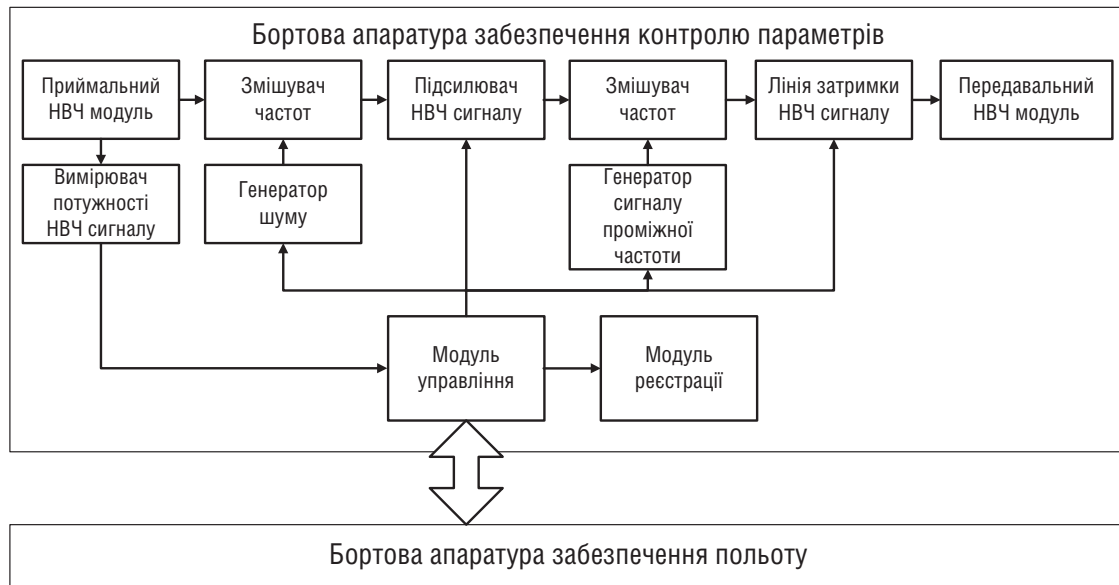 Бортова апаратура забезпечення контролю параметрів
Приймальний
НВЧ модуль
Змішувач
частот
Підсилювач
НВЧ сигналу
Змішувач
частот
Лінія затримки
НВЧ сигналу
Передавальний
НВЧ модуль
Вимірювач
потужності
НВЧ сигналу
Генератор
шуму
Генератор
сигналу
проміжної
частоти
Модуль
управління
Модуль
реєстрації
Бортова апаратура забезпечення польоту